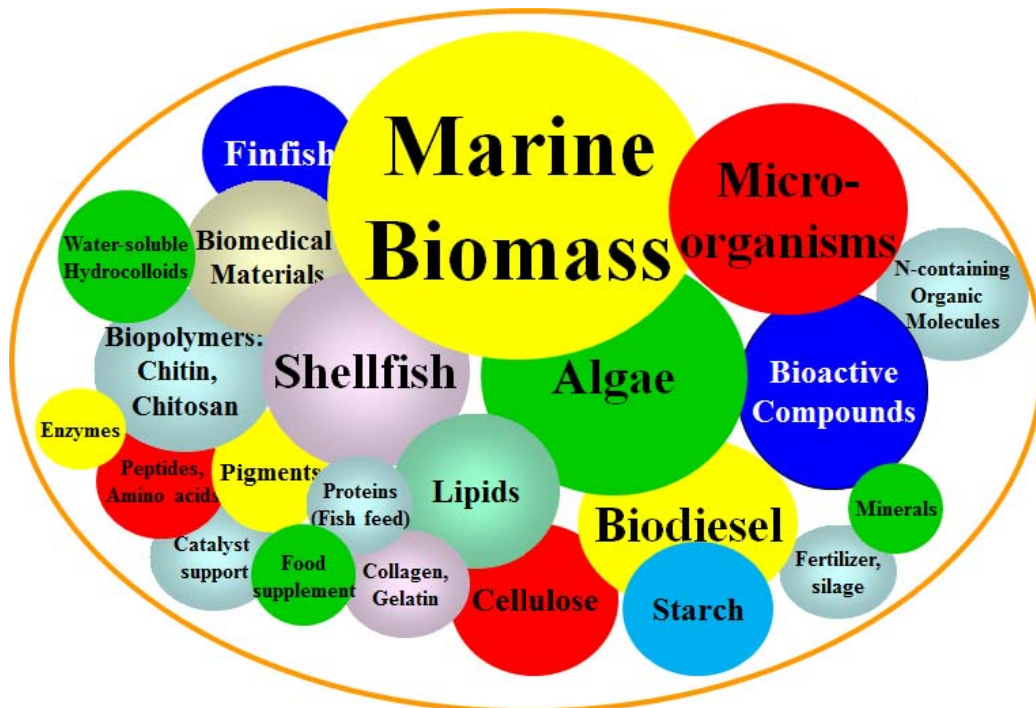 Marine
Biomass
Finfish
Micro-
organisms
Water-soluble
Hydrocolloids
Biomedical
Materials
N-containing
Organic
Molecules
Biopolymers:
Chitin,
Chitosan
Shellfish
Algae
Bioactive
Compounds
Enzymes
Peptides,
Amino acids
Pigments
Proteins
(Fish feed)
Lipids
Biodiesel
Minerals
Catalyst
support
Food
supplement
Collagen,
Gelatin
Cellulose
Starch
Fertilizer,
silage